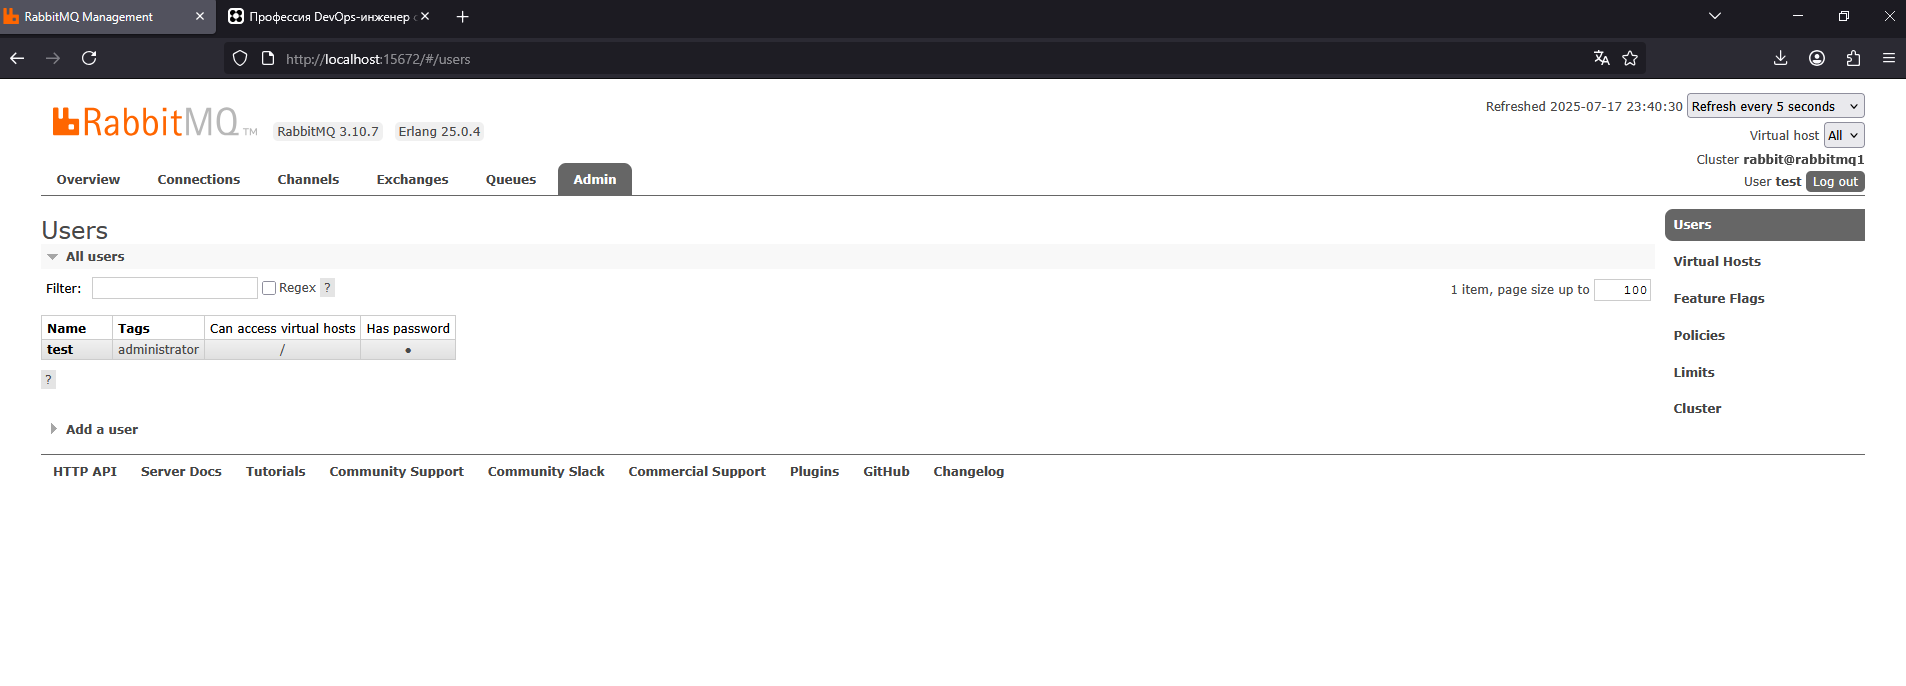 RabbitMQ Management
Профессия DevOps-инженер
http://localhost:15672/#/users
RabbitMQ TM
RabbitMQ 3.10.7
Erlang 25.0.4
Refreshed 2025-07-17 23:40:30
Refresh every 5 seconds
Virtual host
All
Cluster rabbit@rabbitmq1
User test
Log out
Overview
Connections
Channels
Exchanges
Queues
Admin
Users
All users
Filter:
Regex
?
1 item, page size up to
100
Name Tags Can access virtual hosts Has password
test administrator / ●
?
Add a user
Users
Virtual Hosts
Feature Flags
Policies
Limits
Cluster
HTTP API
Server Docs
Tutorials
Community Support
Community Slack
Commercial Support
Plugins
GitHub
Changelog